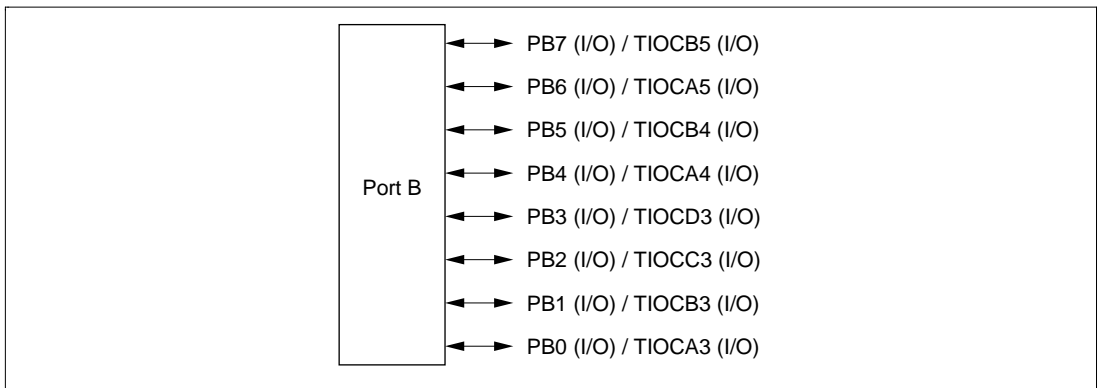 PB7 (I/O) / TIOCB5 (I/O)
PB6 (I/O) / TIOCA5 (I/O)
PB5 (I/O) / TIOCB4 (I/O)
PB4 (I/O) / TIOCA4 (I/O)
Port B
PB3 (I/O) / TIOCD3 (I/O)
PB2 (I/O) / TIOCC3 (I/O)
PB1 (I/O) / TIOCB3 (I/O)
PB0 (I/O) / TIOCA3 (I/O)